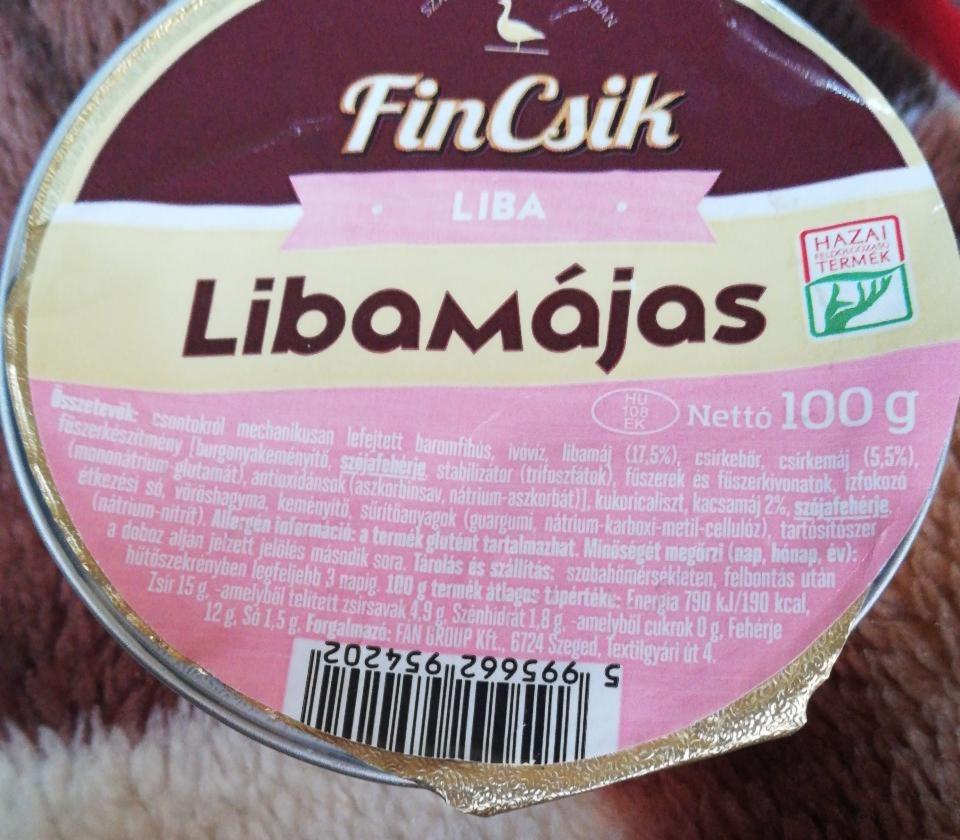 FinCsik
LIBA
HAZAI
FELDOLGOZÁSÚ
TERMÉK
Libamájas
HU
108
EK
Nettó 100 g
Összetevők: csontokról mechanikusan lefejtett baromfihús, ivóvíz, libamáj (17,5%), csirkebőr, csirkemáj (5,5%),
fűszerkészítmény [burgonyakeményítő, szójafehérje, stabilizátor (trifoszfátok), fűszerek és fűszerkivonatok, ízfokozó
(mononátrium-glutamát), antioxidánsok (aszkorbinsav, nátrium-aszkorbát)], kukoricaliszt, kacsamáj 2%, szójafehérje,
étkezési só, vöröshagyma, keményítő, sűrítőanyagok (guargumi, nátrium-karboxi-metil-cellulóz), tartósítószer
(nátrium-nitrit). Allergén információ: a termék glutént tartalmazhat. Minőségét megőrzi (nap, hónap, év):
a doboz alján jelzett jelölés második sora. Tárolás és szállítás: szobahőmérsékleten, felbontás után
hűtőszekrényben legfeljebb 3 napig. 100 g termék átlagos tápértéke: Energia 790 kJ/190 kcal,
Zsír 15 g, -amelyből telített zsírsavak 4,9 g, Szénhidrát 1,8 g, -amelyből cukrok 0 g, Fehérje
12 g, Só 1,5 g. Forgalmazó: FAN GROUP Kft., 6724 Szeged, Textilgyári út 4.
5 995662 954202